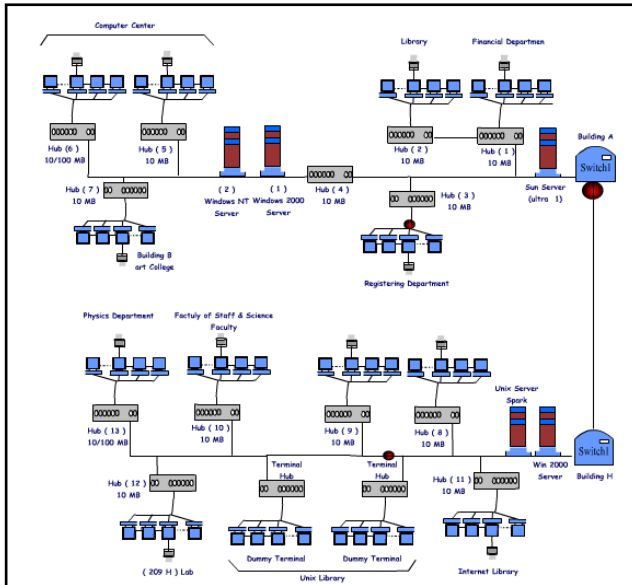 Computer Center
Library
Financial Departmen
Hub (6)
10/100 MB
Hub ( 5 )
10 MB
Hub ( 2 )
10 MB
Hub ( 1 )
10 MB
Building A
Switch1
Hub ( 7 )
10 MB
( 2 )
Windows NT
Server
( 1 )
Windows 2000
Server
Hub ( 4 )
10 MB
Hub ( 3 )
10 MB
Sun Server
(ultra 1)
Building B
art College
Registering Department
Physics Department
Factuly of Staff & Science
Faculty
Unix Server
Spark
Hub ( 13 )
10/100 MB
Hub ( 10 )
10 MB
Hub ( 9 )
10 MB
Hub ( 8 )
10 MB
Switch1
Building H
Win 2000
Server
Hub ( 12 )
10 MB
Terminal
Hub
Terminal
Hub
Hub ( 11 )
10 MB
( 209 H ) Lab
Dummy Terminal
Dummy Terminal
Internet Library
Unix Library